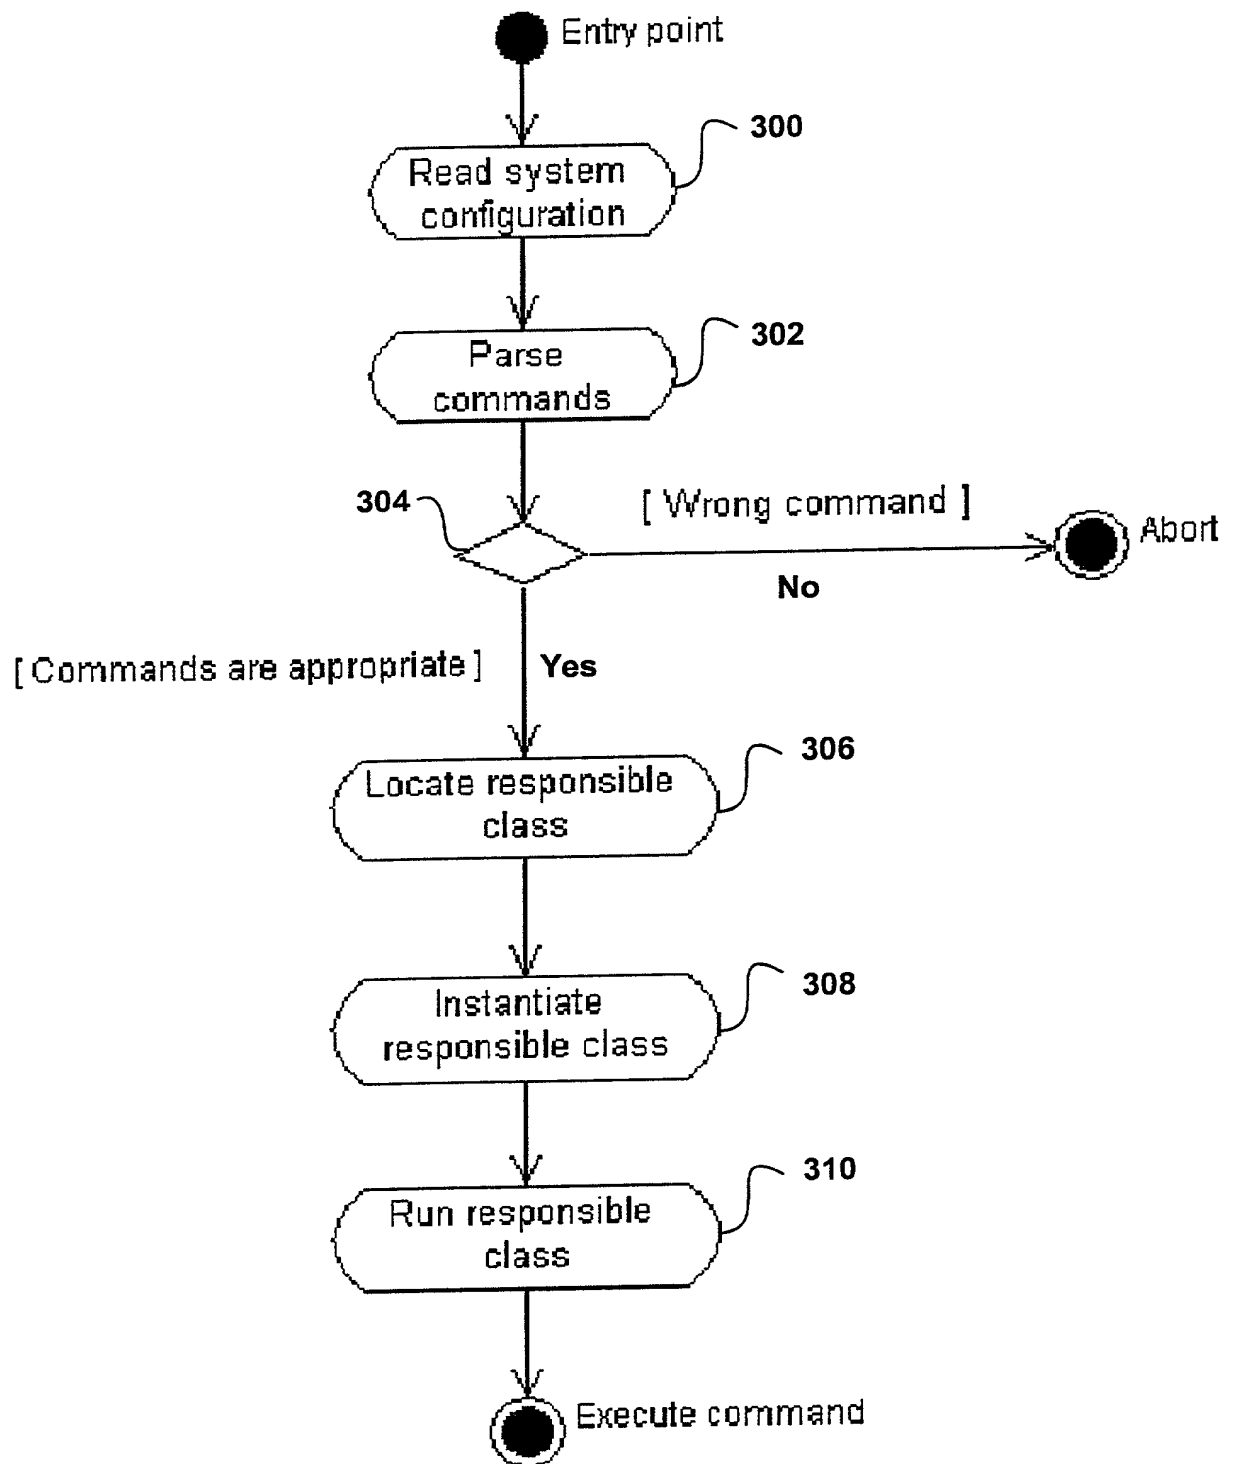 Entry point
300
Read system
configuration
302
Parse
commands
304
[ Wrong command ]
Abort
No
[ Commands are appropriate ]
Yes
306
Locate responsible
class
308
Instantiate
responsible class
310
Run responsible
class
Execute command